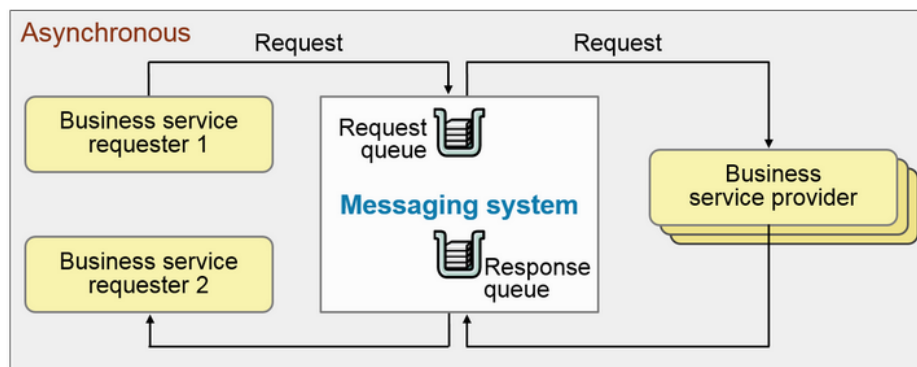 Asynchronous
Request
Request
Business service
requester 1
Request
queue
Business
service provider
Messaging system
Business service
requester 2
Response
queue